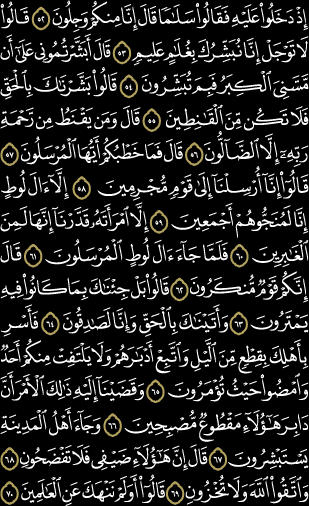 إِذْ دَخَلُوا۟ عَلَيْهِ فَقَالُوا۟ سَلَـٰمًا قَالَ إِنَّا مِنكُمْ وَجِلُونَ ٥٢ قَالُوا۟
لَا تَوْجَلْ إِنَّا نُبَشِّرُكَ بِغُلَـٰمٍ عَلِيمٍ ٥٣ قَالَ أَبَشَّرْتُمُونِى عَلَىٰٓ أَن
مَّسَّنِىَ ٱلْكِبَرُ فَبِمَ تُبَشِّرُونَ ٥٤ قَالُوا۟ بَشَّرْنَـٰكَ بِٱلْحَقِّ
فَلَا تَكُن مِّنَ ٱلْقَـٰنِطِينَ ٥٥ قَالَ وَمَن يَقْنَطُ مِن رَّحْمَةِ
رَبِّهِۦٓ إِلَّا ٱلضَّآلُّونَ ٥٦ قَالَ فَمَا خَطْبُكُمْ أَيُّهَا ٱلْمُرْسَلُونَ ٥٧
قَالُوٓا۟ إِنَّآ أُرْسِلْنَآ إِلَىٰ قَوْمٍ مُّجْرِمِينَ ٥٨ إِلَّآ ءَالَ لُوطٍ
إِنَّا لَمُنَجُّوهُمْ أَجْمَعِينَ ٥٩ إِلَّا ٱمْرَأَتَهُۥ قَدَّرْنَآ إِنَّهَا لَمِنَ
ٱلْغَـٰبِرِينَ ٦٠ فَلَمَّا جَآءَ ءَالَ لُوطٍ ٱلْمُرْسَلُونَ ٦١ قَالَ
إِنَّكُمْ قَوْمٌ مُّنكَرُونَ ٦٢ قَالُوا۟ بَلْ جِئْنَـٰكَ بِمَا كَانُوا۟ فِيهِ
يَمْتَرُونَ ٦٣ وَأَتَيْنَـٰكَ بِٱلْحَقِّ وَإِنَّا لَصَـٰدِقُونَ ٦٤ فَأَسْرِ
بِأَهْلِكَ بِقِطْعٍ مِّنَ ٱلَّيْلِ وَٱتَّبِعْ أَدْبَـٰرَهُمْ وَلَا يَلْتَفِتْ مِنكُمْ أَحَدٌ
وَٱمْضُوا۟ حَيْثُ تُؤْمَرُونَ ٦٥ وَقَضَيْنَآ إِلَيْهِ ذَٰلِكَ ٱلْأَمْرَ أَنَّ
دَابِرَ هَـٰٓؤُلَآءِ مَقْطُوعٌ مُّصْبِحِينَ ٦٦ وَجَآءَ أَهْلُ ٱلْمَدِينَةِ
يَسْتَبْشِرُونَ ٦٧ قَالَ إِنَّ هَـٰٓؤُلَآءِ ضَيْفِى فَلَا تَفْضَحُونِ ٦٨
وَٱتَّقُوا۟ ٱللَّهَ وَلَا تُخْزُونِ ٦٩ قَالُوٓا۟ أَوَلَمْ نَنْهَكَ عَنِ ٱلْعَـٰلَمِينَ ٧٠